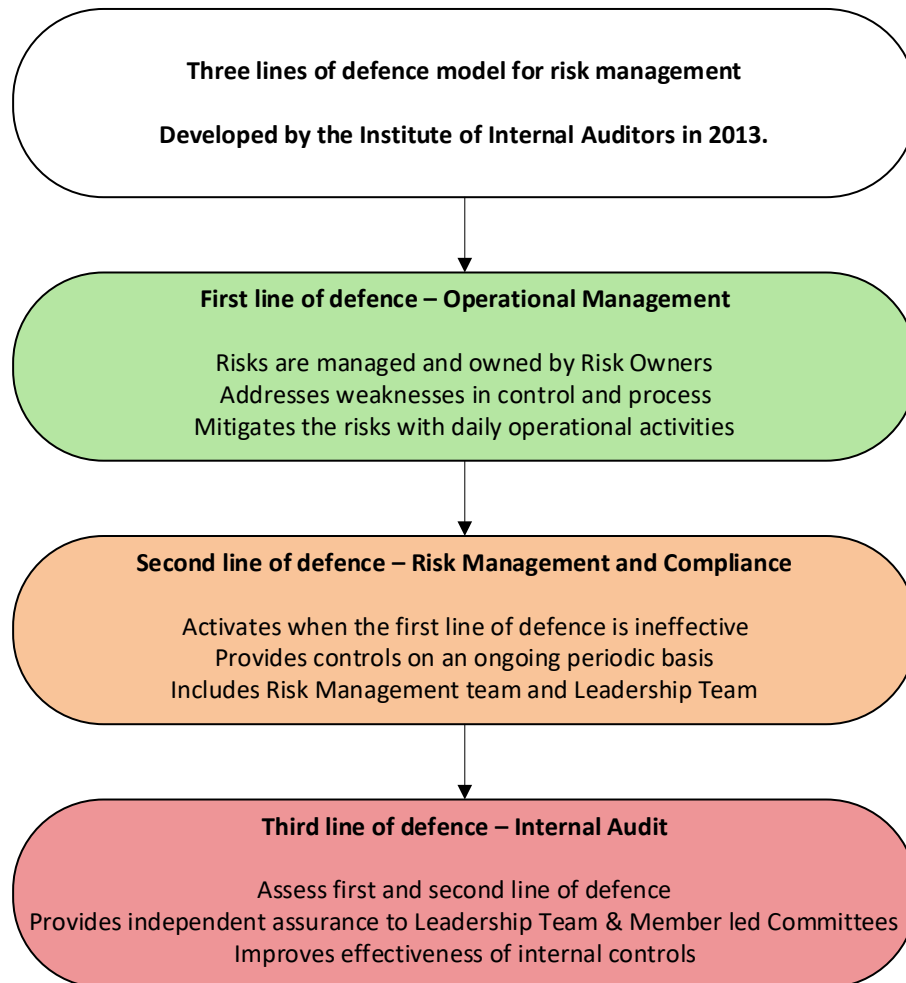 Three lines of defence model for risk management
Developed by the Institute of Internal Auditors in 2013.
First line of defence – Operational Management
Risks are managed and owned by Risk Owners
Addresses weaknesses in control and process
Mitigates the risks with daily operational activities
Second line of defence – Risk Management and Compliance
Activates when the first line of defence is ineffective
Provides controls on an ongoing periodic basis
Includes Risk Management team and Leadership Team
Third line of defence – Internal Audit
Assess first and second line of defence
Provides independent assurance to Leadership Team & Member led Committees
Improves effectiveness of internal controls